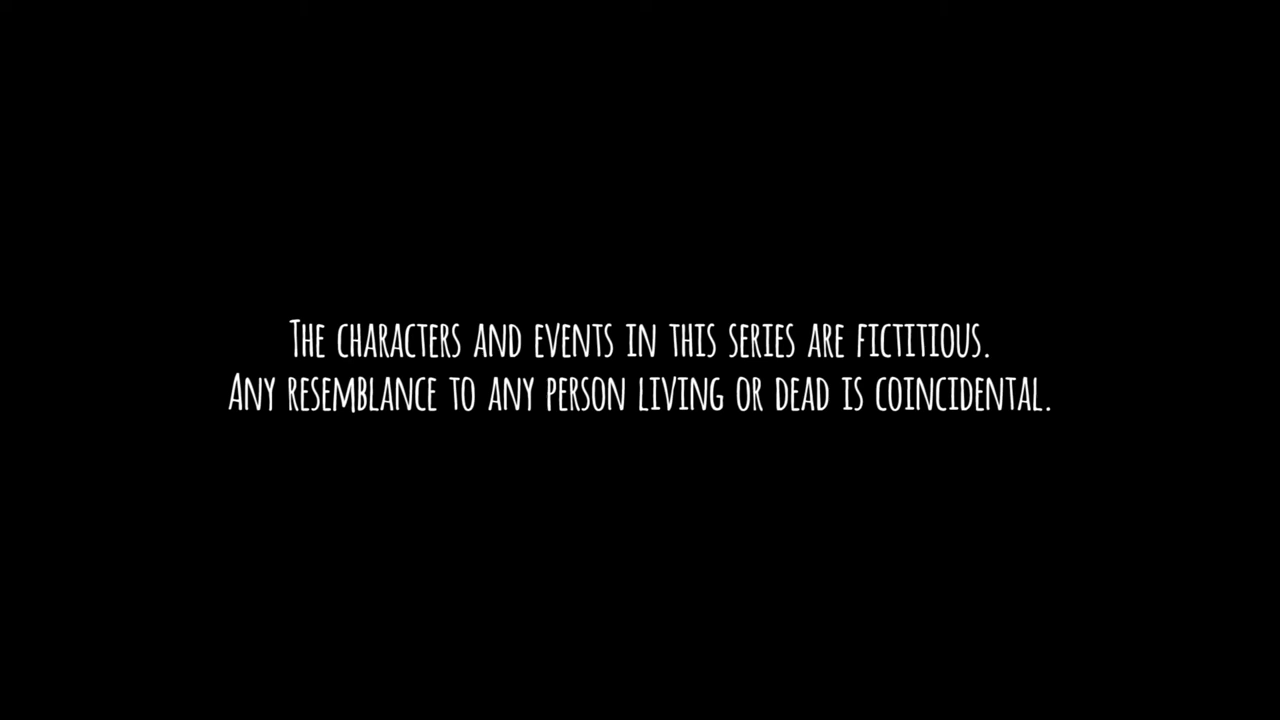 The characters and events in this series are fictitious.
Any resemblance to any person living or dead is coincidental.